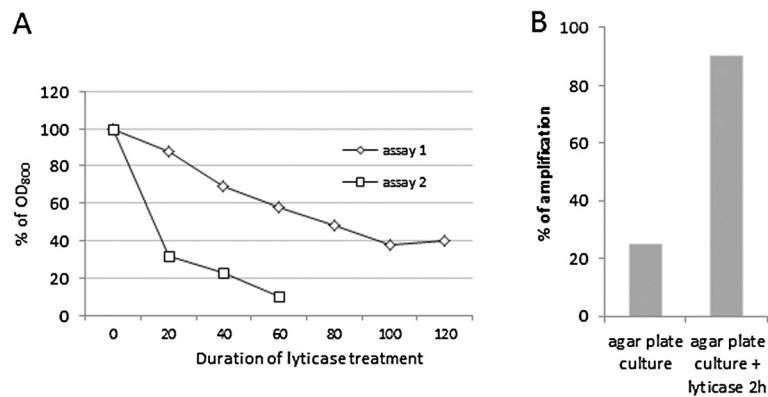 A
120
100
80
60
40
20
0
% of OD800
0 20 40 60 80 100 120
Duration of lyticase treatment
assay 1
assay 2
B
100
80
60
40
20
0
% of amplification
agar plate
culture
agar plate
culture +
lyticase 2h